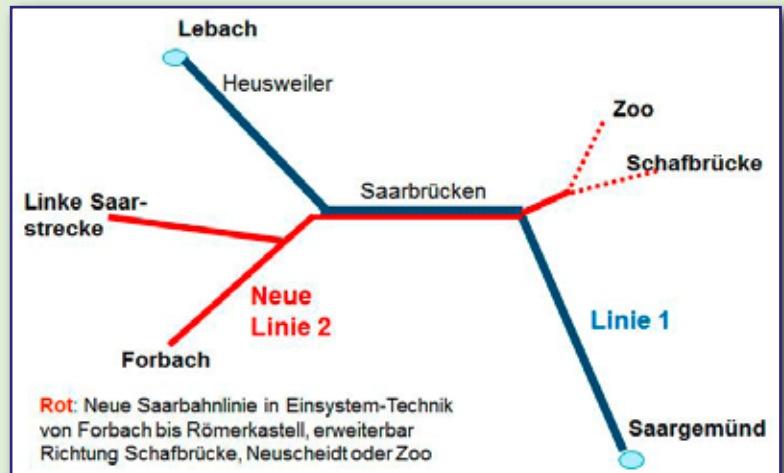 Lebach
Heusweiler
Zoo
Schafbrücke
Saarbrücken
Linke Saar-
strecke
Neue
Linie 2
Linie 1
Forbach
Saargemünd
Rot: Neue Saarbahnlinie in Einsystem-Technik
von Forbach bis Römerkastell, erweiterbar
Richtung Schafbrücke, Neuscheidt oder Zoo